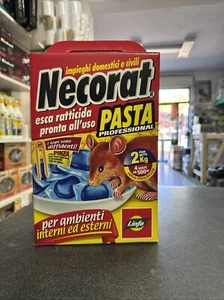 impieghi domestici e civili
Necorat
esca ratticida
pronta all'uso
PASTA
PROFESSIONAL
diffidenti!
2
Kg
per ambienti
interni ed esterni
Linfa